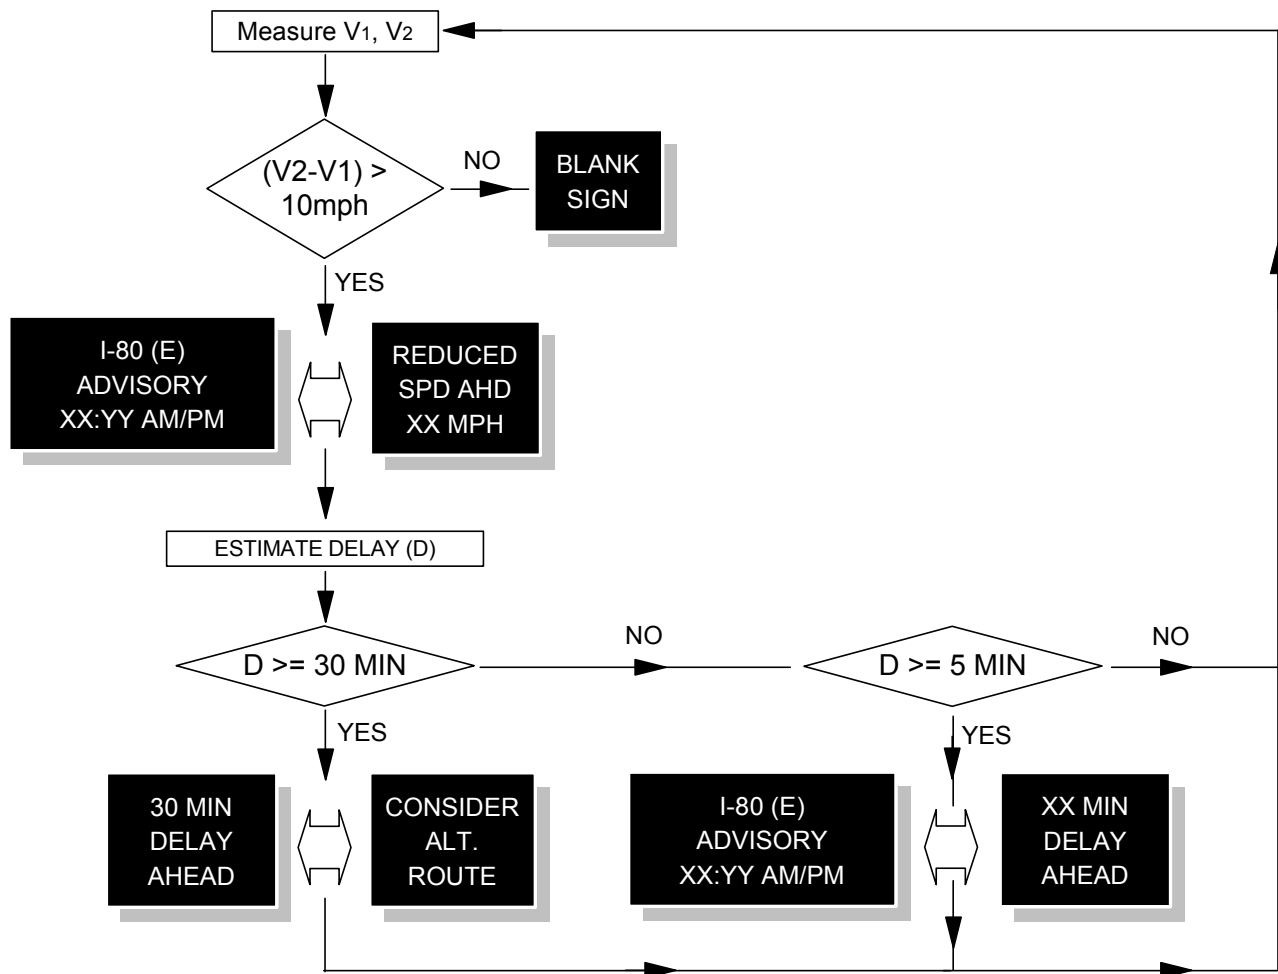 Measure V1, V2
(V2-V1) >
10mph
NO
BLANK
SIGN
YES
I-80 (E)
ADVISORY
XX:YY AM/PM
REDUCED
SPD AHD
XX MPH
ESTIMATE DELAY (D)
D >= 30 MIN
NO
D >= 5 MIN
NO
YES
YES
30 MIN
DELAY
AHEAD
CONSIDER
ALT.
ROUTE
I-80 (E)
ADVISORY
XX:YY AM/PM
XX MIN
DELAY
AHEAD